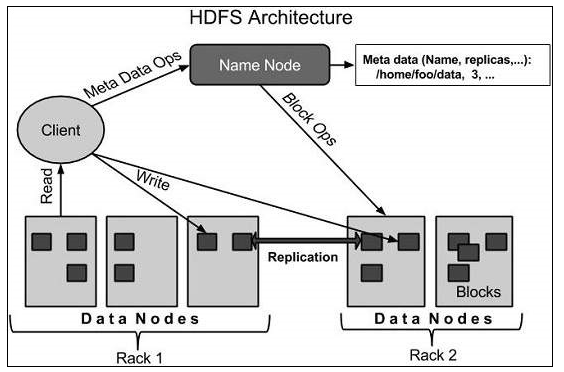 HDFS Architecture
Meta Data Ops
Name Node
Meta data (Name, replicas,...):
/home/foo/data, 3, ...
Client
Block Ops
Read
Write
Replication
Blocks
Data Nodes
Data Nodes
Rack 1
Rack 2